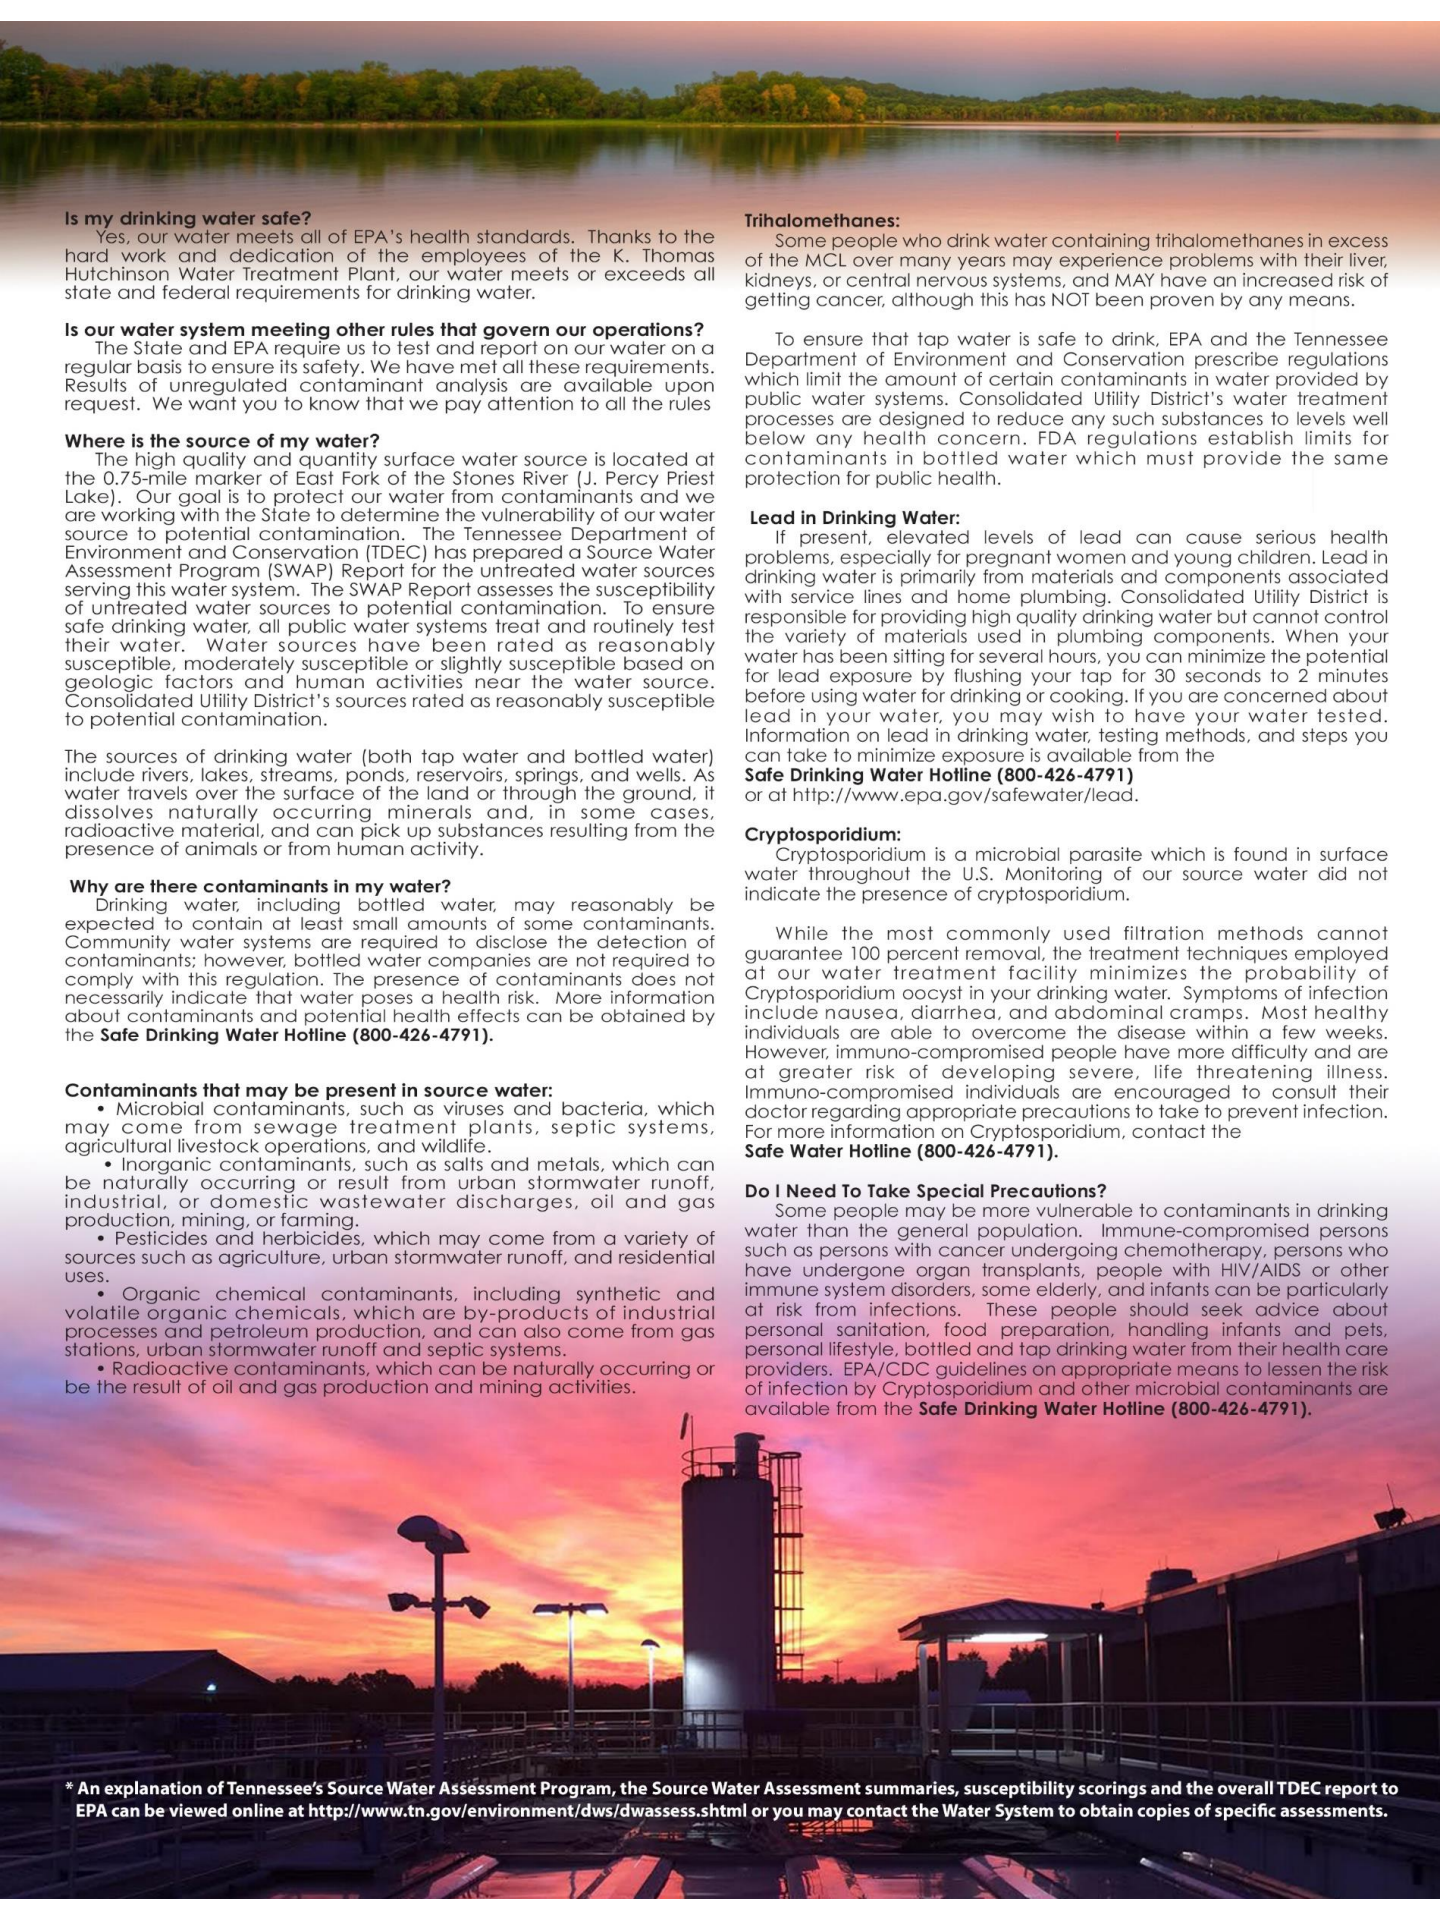 Is my drinking water safe?
Yes, our water meets all of EPA's health standards.  Thanks to the
hard work and dedication of the employees of the K. Thomas
Hutchinson Water Treatment Plant, our water meets or exceeds all
state and federal requirements for drinking water.
Is our water system meeting other rules that govern our operations?
The State and EPA require us to test and report on our water on a
regular basis to ensure its safety. We have met all these requirements.
Results of unregulated contaminant analysis are available upon
request.  We want you to know that we pay attention to all the rules
Where is the source of my water?
The high quality and quantity surface water source is located at
the 0.75-mile marker of East Fork of the Stones River (J. Percy Priest
Lake).  Our goal is to protect our water from contaminants and we
are working with the State to determine the vulnerability of our water
source to potential contamination.  The Tennessee Department of
Environment and Conservation (TDEC) has prepared a Source Water
Assessment Program (SWAP) Report for the untreated water sources
serving this water system.  The SWAP Report assesses the susceptibility
of untreated water sources to potential contamination.  To ensure
safe drinking water, all public water systems treat and routinely test
their water.  Water sources have been rated as reasonably
susceptible, moderately susceptible or slightly susceptible based on
geologic factors and human activities near the water source.
Consolidated Utility District's sources rated as reasonably susceptible
to potential contamination.
The sources of drinking water (both tap water and bottled water)
include rivers, lakes, streams, ponds, reservoirs, springs, and wells. As
water travels over the surface of the land or through the ground, it
dissolves naturally occurring minerals and, in some cases,
radioactive material, and can pick up substances resulting from the
presence of animals or from human activity.
Why are there contaminants in my water?
Drinking water, including bottled water, may reasonably be
expected to contain at least small amounts of some contaminants.
Community water systems are required to disclose the detection of
contaminants; however, bottled water companies are not required to
comply with this regulation. The presence of contaminants does not
necessarily indicate that water poses a health risk.  More information
about contaminants and potential health effects can be obtained by
the Safe Drinking Water Hotline (800-426-4791).
Contaminants that may be present in source water:
• Microbial contaminants, such as viruses and bacteria, which
may come from sewage treatment plants, septic systems,
agricultural livestock operations, and wildlife.
• Inorganic contaminants, such as salts and metals, which can
be naturally occurring or result from urban stormwater runoff,
industrial, or domestic wastewater discharges, oil and gas
production, mining, or farming.
• Pesticides and herbicides, which may come from a variety of
sources such as agriculture, urban stormwater runoff, and residential
uses.
• Organic chemical contaminants, including synthetic and
volatile organic chemicals, which are by-products of industrial
processes and petroleum production, and can also come from gas
stations, urban stormwater runoff and septic systems.
• Radioactive contaminants, which can be naturally occurring or
be the result of oil and gas production and mining activities.
Trihalomethanes:
Some people who drink water containing trihalomethanes in excess
of the MCL over many years may experience problems with their liver,
kidneys, or central nervous systems, and MAY have an increased risk of
getting cancer, although this has NOT been proven by any means.
To ensure that tap water is safe to drink, EPA and the Tennessee
Department of Environment and Conservation prescribe regulations
which limit the amount of certain contaminants in water provided by
public water systems. Consolidated Utility District's water treatment
processes are designed to reduce any such substances to levels well
below any health concern. FDA regulations establish limits for
contaminants in bottled water which must provide the same
protection for public health.
Lead in Drinking Water:
If present, elevated levels of lead can cause serious health
problems, especially for pregnant women and young children. Lead in
drinking water is primarily from materials and components associated
with service lines and home plumbing. Consolidated Utility District is
responsible for providing high quality drinking water but cannot control
the variety of materials used in plumbing components. When your
water has been sitting for several hours, you can minimize the potential
for lead exposure by flushing your tap for 30 seconds to 2 minutes
before using water for drinking or cooking. If you are concerned about
lead in your water, you may wish to have your water tested.
Information on lead in drinking water, testing methods, and steps you
can take to minimize exposure is available from the
Safe Drinking Water Hotline (800-426-4791)
or at http://www.epa.gov/safewater/lead.
Cryptosporidium:
Cryptosporidium is a microbial parasite which is found in surface
water throughout the U.S. Monitoring of our source water did not
indicate the presence of cryptosporidium.
While the most commonly used filtration methods cannot
guarantee 100 percent removal, the treatment techniques employed
at our water treatment facility minimizes the probability of
Cryptosporidium oocyst in your drinking water.  Symptoms of infection
include nausea, diarrhea, and abdominal cramps.  Most healthy
individuals are able to overcome the disease within a few weeks.
However, immuno-compromised people have more difficulty and are
at greater risk of developing severe, life threatening illness.
Immuno-compromised individuals are encouraged to consult their
doctor regarding appropriate precautions to take to prevent infection.
For more information on Cryptosporidium, contact the
Safe Water Hotline (800-426-4791).
Do I Need To Take Special Precautions?
Some people may be more vulnerable to contaminants in drinking
water than the general population.  Immune-compromised persons
such as persons with cancer undergoing chemotherapy, persons who
have undergone organ transplants, people with HIV/AIDS or other
immune system disorders, some elderly, and infants can be particularly
at risk from infections.  These people should seek advice about
personal sanitation, food preparation, handling infants and pets,
personal lifestyle, bottled and tap drinking water from their health care
providers.  EPA/CDC guidelines on appropriate means to lessen the risk
of infection by Cryptosporidium and other microbial contaminants are
available from the Safe Drinking Water Hotline (800-426-4791).
* An explanation of Tennessee's Source Water Assessment Program, the Source Water Assessment summaries, susceptibility scorings and the overall TDEC report to
EPA can be viewed online at http://www.tn.gov/environment/dws/dwassess.shtml or you may contact the Water System to obtain copies of specific assessments.